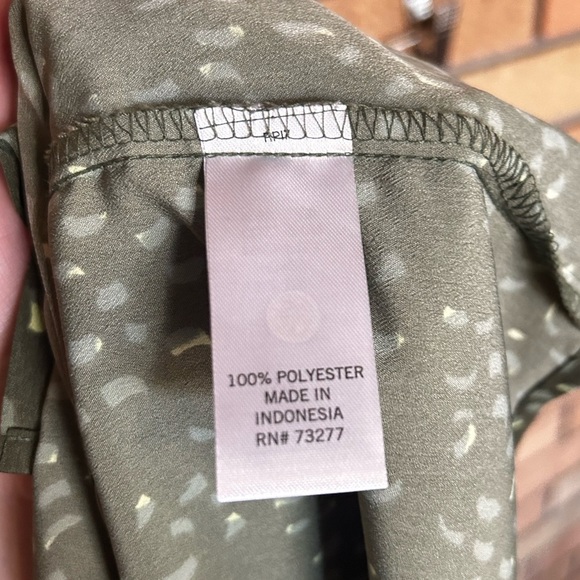 100% POLYESTER
MADE IN
INDONESIA
RN# 73277